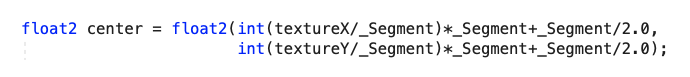 float2 center = float2(int(textureX/_Segment)*_Segment+_Segment/2.0,
int(textureY/_Segment)*_Segment+_Segment/2.0);